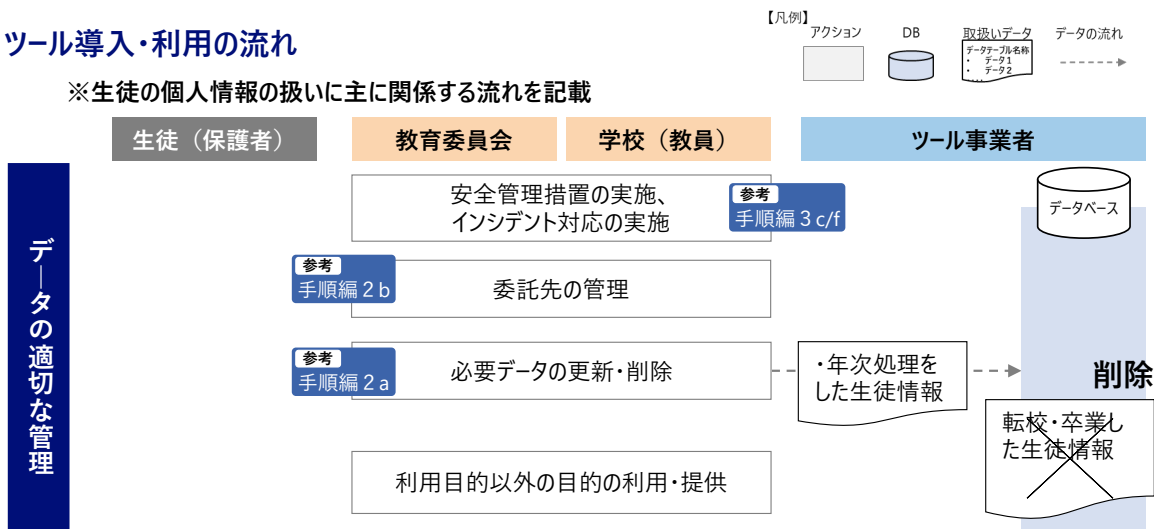 ツール導入・利用の流れ
※生徒の個人情報の扱いに主に関係する流れを記載
【凡例】
アクション
DB
取扱いデータ
データの流れ
データテーブル名称
・ データ1
・ データ2
....
生徒（保護者）
教育委員会
学校（教員）
ツール事業者
データの適切な管理
安全管理措置の実施、
インシデント対応の実施
参考
手順編３c/f
データベース
参考
手順編２b
委託先の管理
参考
手順編２a
必要データの更新・削除
・年次処理を
した生徒情報
削除
転校・卒業し
た生徒情報
利用目的以外の目的の利用・提供